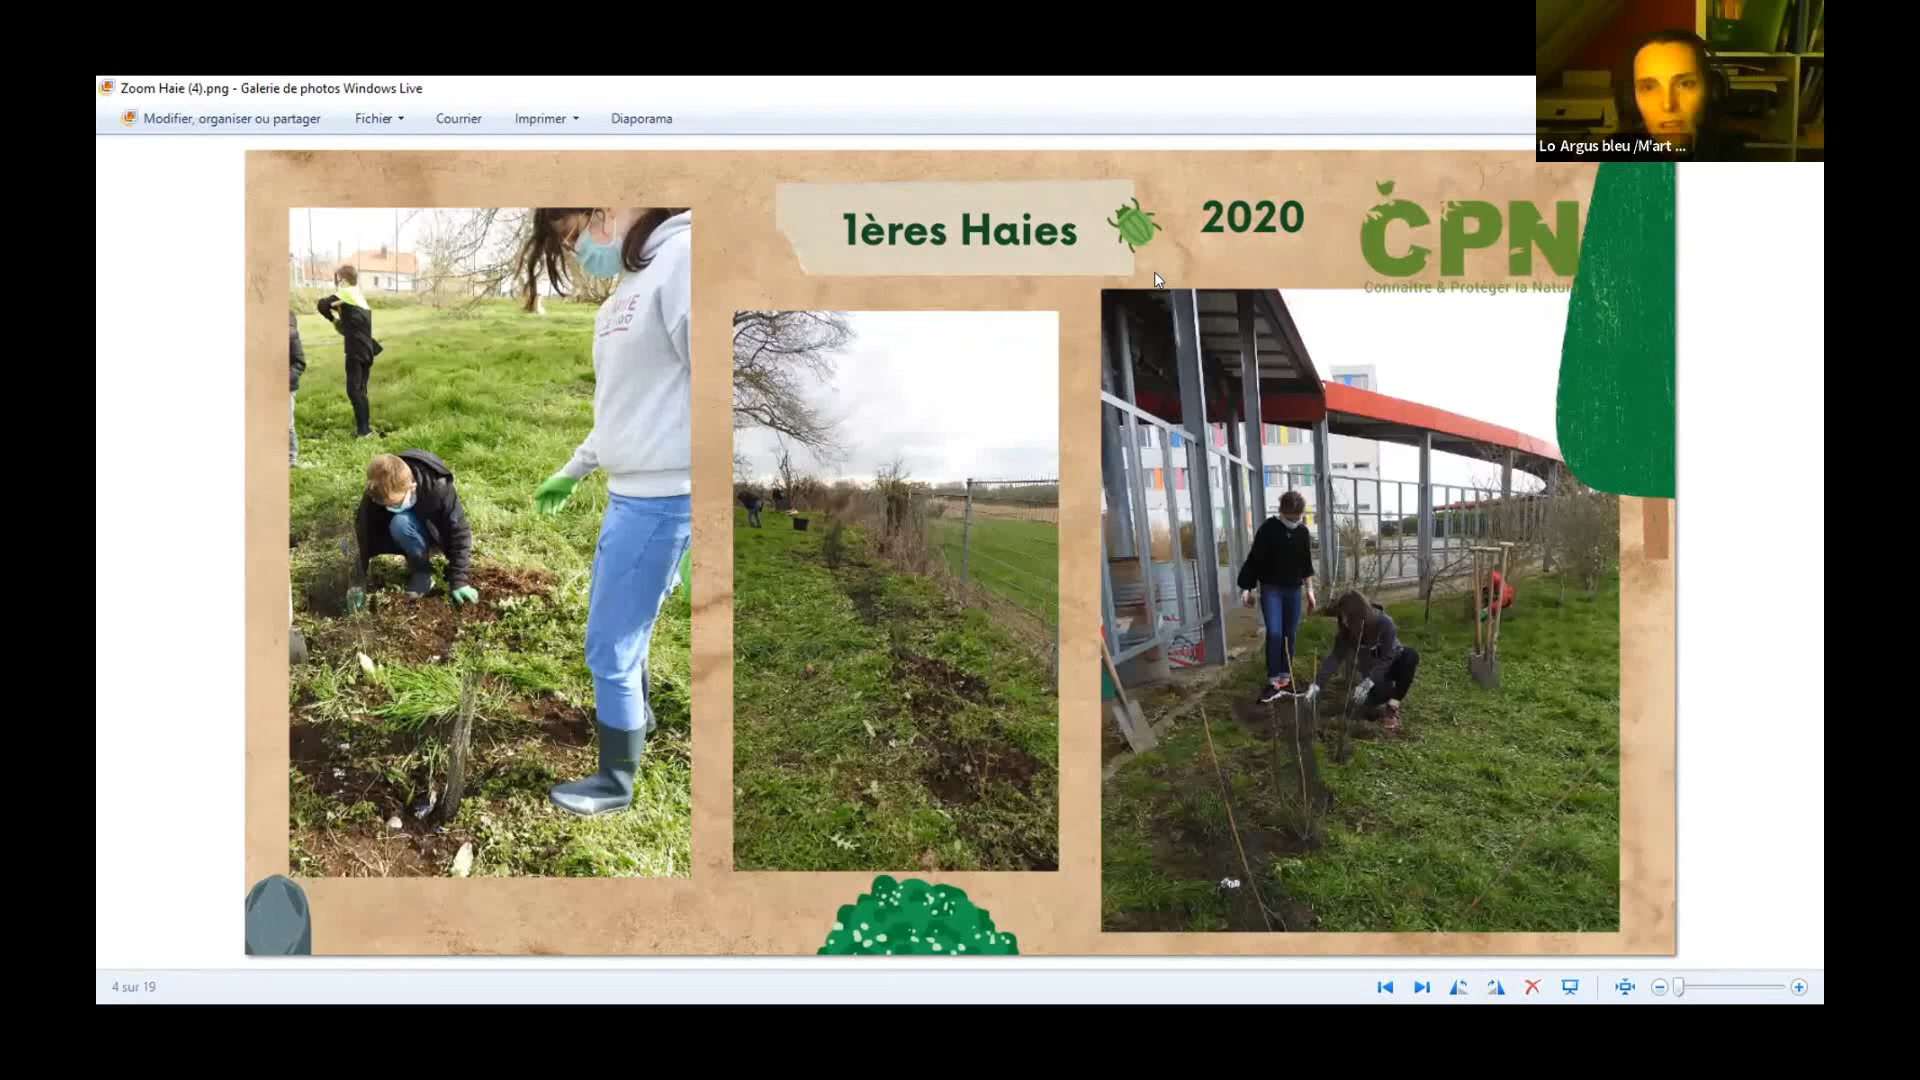 Zoom Haie (4).png - Galerie de photos Windows Live
Modifier, organiser ou partager Fichier Courrier Imprimer Diaporama
Lo Argus bleu /M'art ...
1ères Haies
2020
CPN
Connaître & Protéger la Natur
4 sur 19